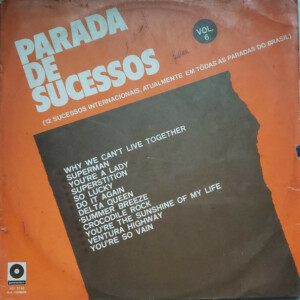 PARADA
DE
SUCESSOS
VOL.
6
(12 SUCESSOS INTERNACIONAIS, ATUALMENTE EM TÔDAS AS PARADAS DO BRASIL)
WHY WE CAN'T LIVE TOGETHER
SUPERMAN
YOU'RE A LADY
SUPERSTITION
SO LUCKY
DO IT AGAIN
DELTA QUEEN
SUMMER BREEZE
CROCODILE ROCK
YOU'RE THE SUNSHINE OF MY LIFE
VENTURA HIGHWAY
YOU'RE SO VAIN